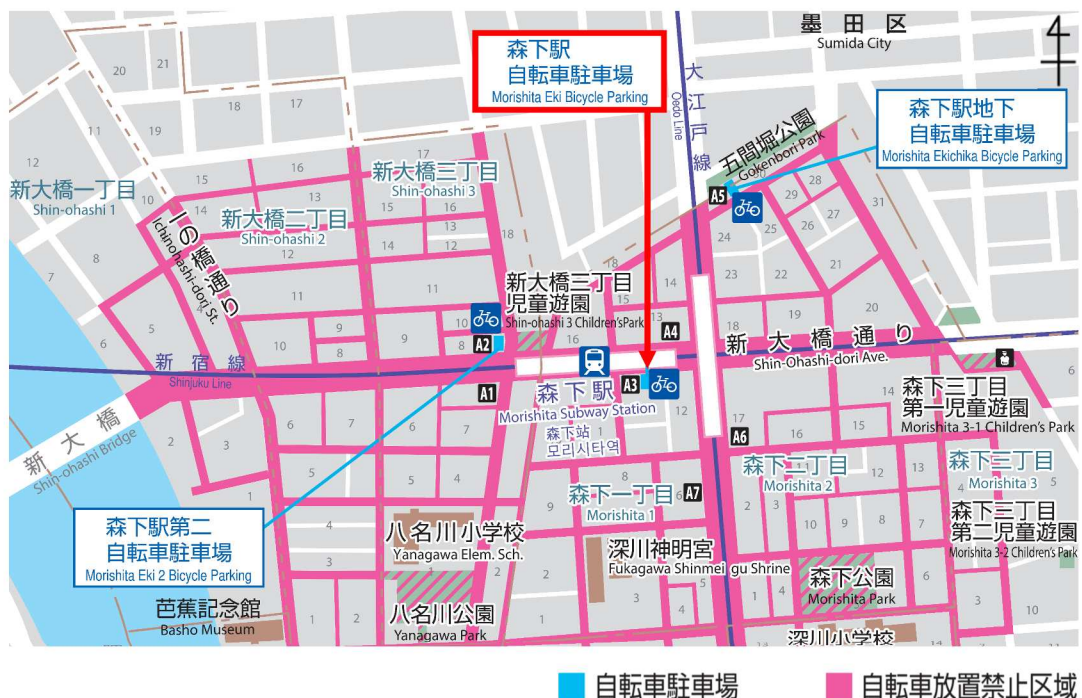 墨田区
Sumida City
4
森下駅
自転車駐車場
Morishita Eki Bicycle Parking
大江戸線
Oedo Line
森下駅地下
自転車駐車場
Morishita Ekichika Bicycle Parking
五間堀公園
Gokenbori Park
新大橋一丁目
Shin-ohashi 1
新大橋二丁目
Shin-ohashi 2
新大橋三丁目
Shin-ohashi 3
一の橋通り
Ichinohashi-dori St.
新大橋三丁目
児童遊園
Shin-ohashi 3 Children'sPark
A5
A4
A2
A1
A3
A6
A7
新宿線
Shinjuku Line
新大橋通り
Shin-Ohashi-dori Ave.
森下駅
Morishita Subway Station
森下站
모리시타역
新大橋
Shin-ohashi Bridge
森下三丁目
第一児童遊園
Morishita 3-1 Children's Park
森下一丁目
Morishita 1
森下二丁目
Morishita 2
森下三丁目
Morishita 3
森下三丁目
第二児童遊園
Morishita 3-2 Children's Park
森下駅第二
自転車駐車場
Morishita Eki 2 Bicycle Parking
八名川小学校
Yanagawa Elem. Sch.
深川神明宮
Fukagawa Shinmei gu Shrine
森下公園
Morishita Park
芭蕉記念館
Basho Museum
八名川公園
Yanagawa Park
深川小学校
自転車駐車場
自転車放置禁止区域